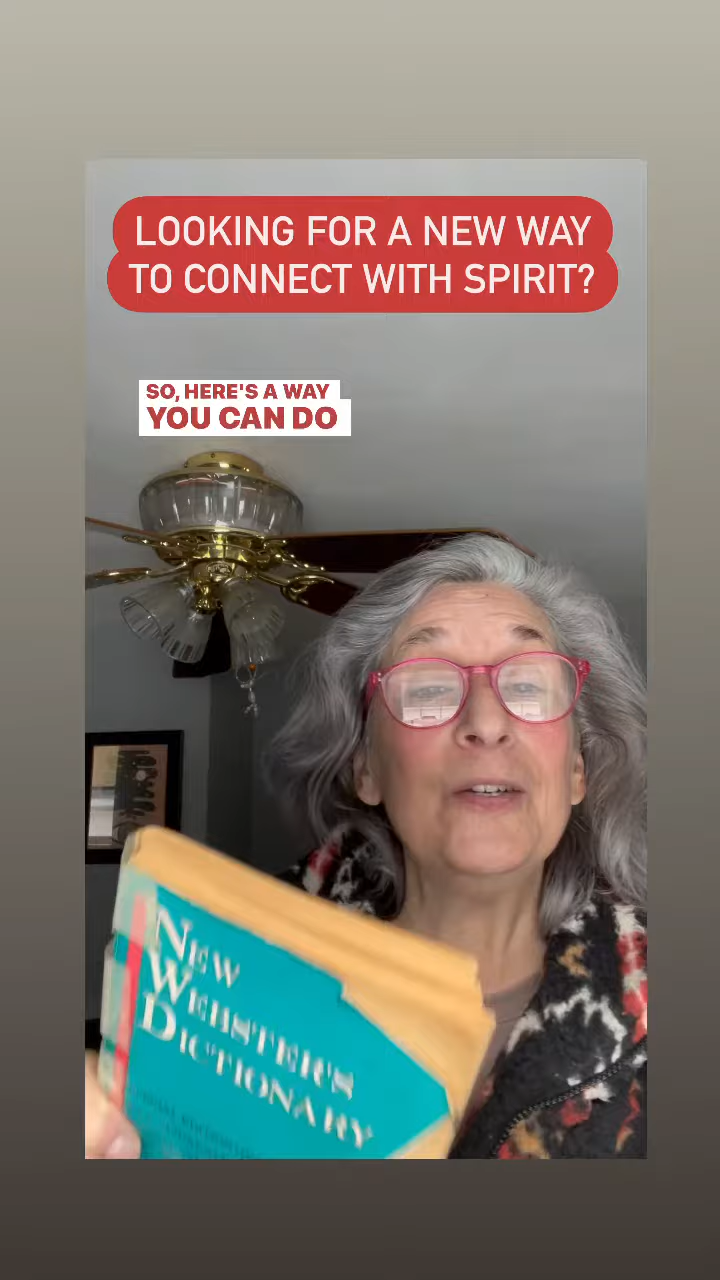 LOOKING FOR A NEW WAY
TO CONNECT WITH SPIRIT?
SO, HERE'S A WAY
YOU CAN DO
NEW
WEBSTER'S
DICTIONARY